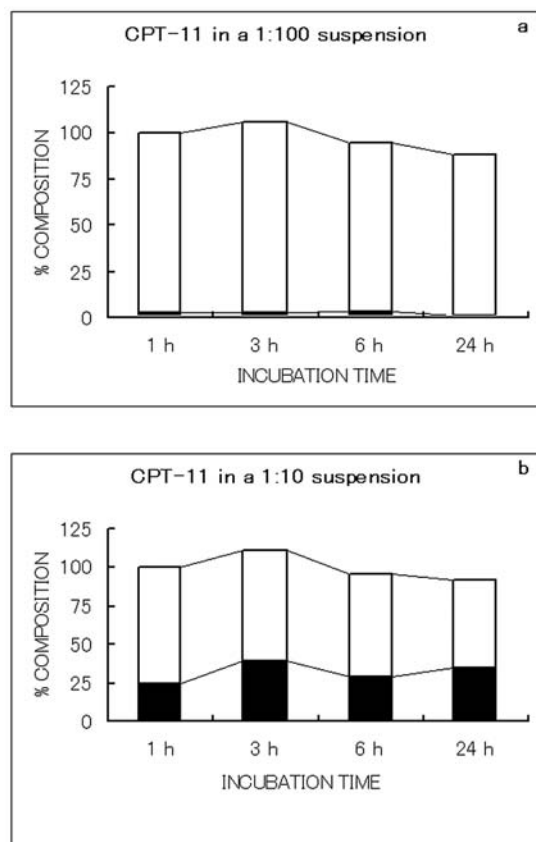 CPT-11 in a 1:100 suspension
a
125
100
75
50
25
0
% COMPOSITION
1 h 3 h 6 h 24 h
INCUBATION TIME
CPT-11 in a 1:10 suspension
b
125
100
75
50
25
0
% COMPOSITION
1 h 3 h 6 h 24 h
INCUBATION TIME